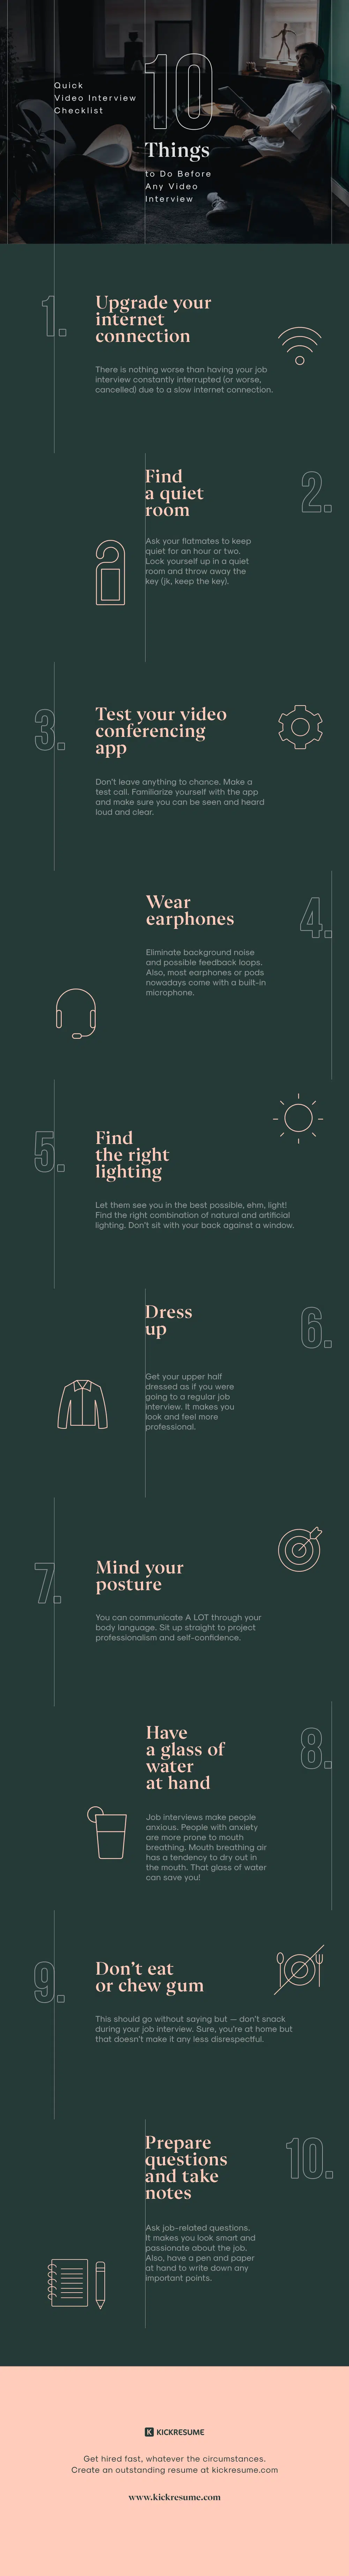 Quick
Video Interview
Checklist
10
Things
to Do Before
Any Video
Interview
1.
Upgrade your
internet
connection
There is nothing worse than having your job
interview constantly interrupted (or worse,
cancelled) due to a slow internet connection.
2.
Find
a quiet
room
Ask your flatmates to keep
quiet for an hour or two.
Lock yourself up in a quiet
room and throw away the
key (jk, keep the key).
3.
Test your video
conferencing
app
Don't leave anything to chance. Make a
test call. Familiarize yourself with the app
and make sure you can be seen and heard
loud and clear.
4.
Wear
earphones
Eliminate background noise
and possible feedback loops.
Also, most earphones or pods
nowadays come with a built-in
microphone.
5.
Find
the right
lighting
Let them see you in the best possible, ehm, light!
Find the right combination of natural and artificial
lighting. Don't sit with your back against a window.
6.
Dress
up
Get your upper half
dressed as if you were
going to a regular job
interview. It makes you
look and feel more
professional.
7.
Mind your
posture
You can communicate A LOT through your
body language. Sit up straight to project
professionalism and self-confidence.
8.
Have
a glass of
water
at hand
Job interviews make people
anxious. People with anxiety
are more prone to mouth
breathing. Mouth breathing air
has a tendency to dry out in
the mouth. That glass of water
can save you!
9.
Don't eat
or chew gum
This should go without saying but — don't snack
during your job interview. Sure, you're at home but
that doesn't make it any less disrespectful.
10.
Prepare
questions
and take
notes
Ask job-related questions.
It makes you look smart and
passionate about the job.
Also, have a pen and paper
at hand to write down any
important points.
K KICKRESUME
Get hired fast, whatever the circumstances.
Create an outstanding resume at kickresume.com
www.kickresume.com